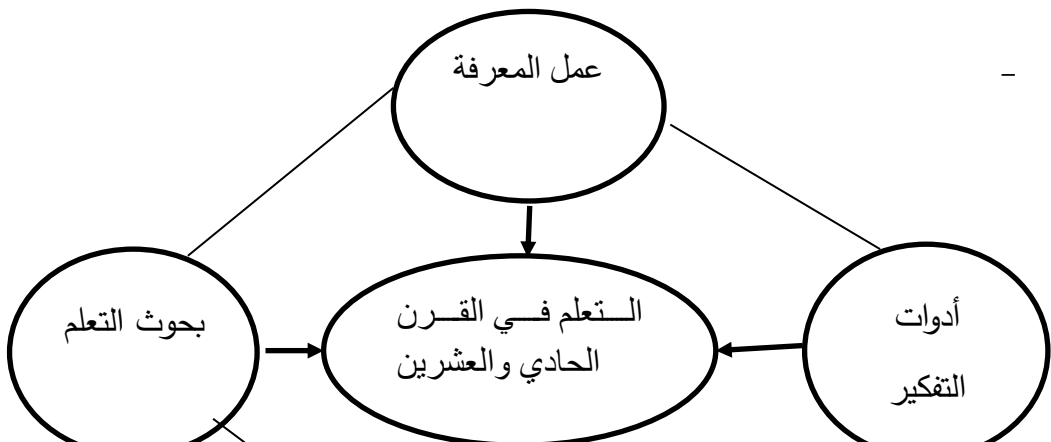 عمل المعرفة
–
أدوات
التفكير
التعلم في القرن
الحادي والعشرين
بحوث التعلم